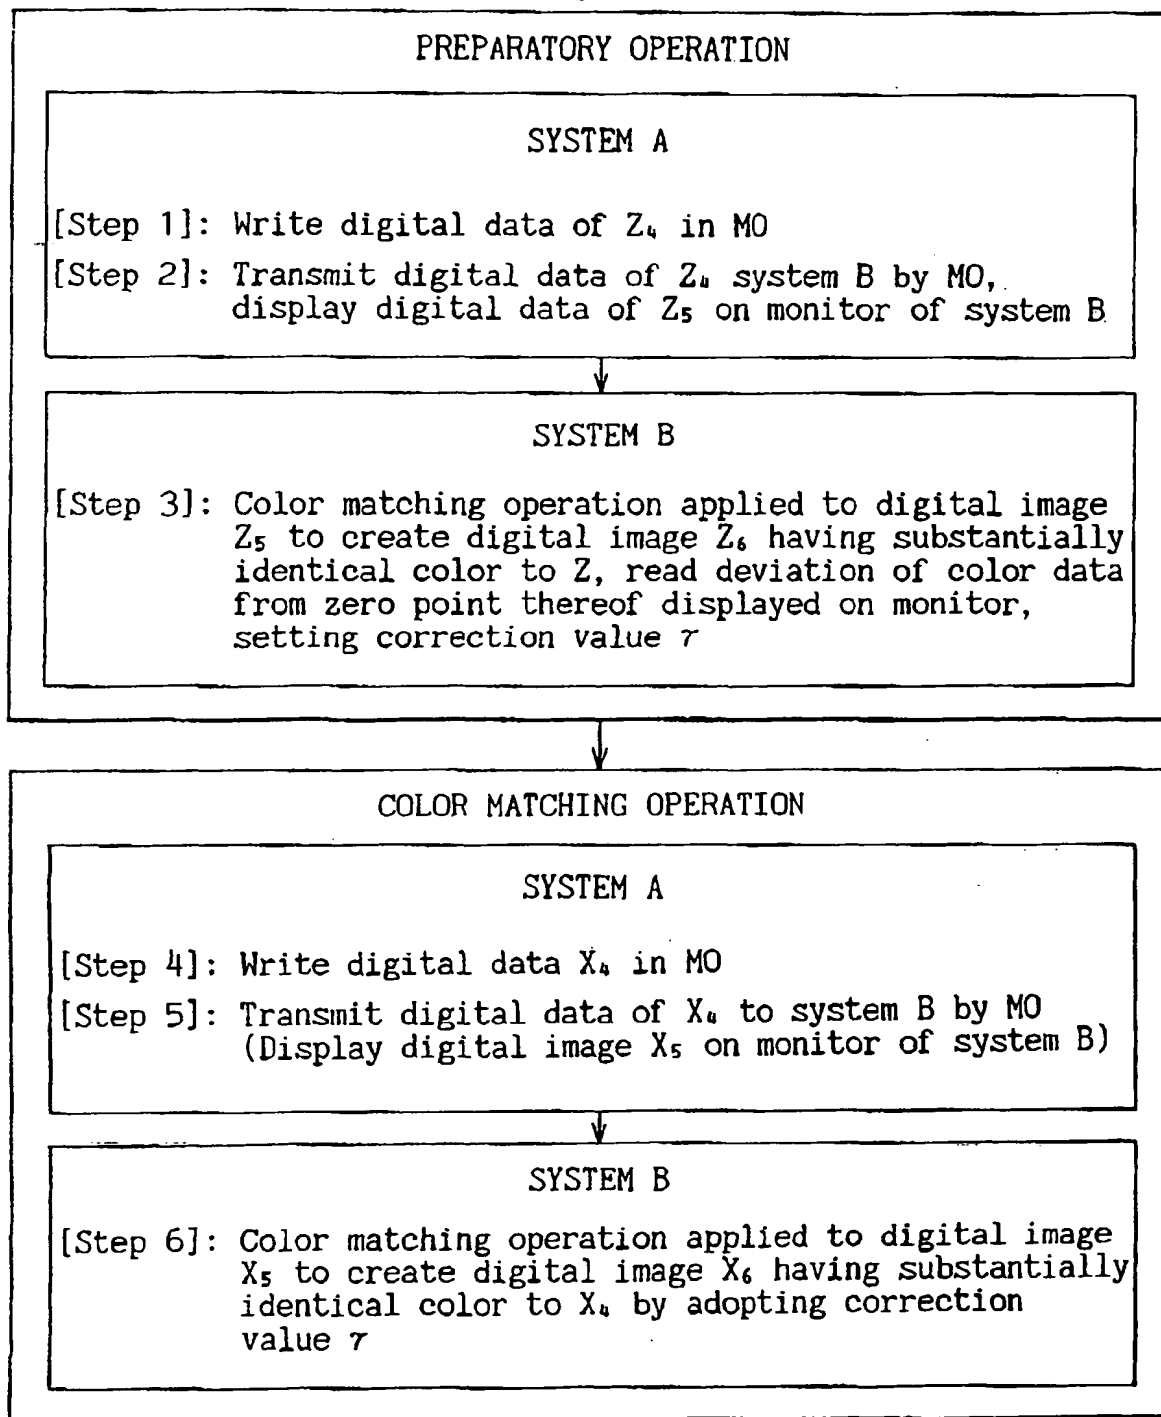 PREPARATORY OPERATION
SYSTEM A
[Step 1]: Write digital data of Z₄ in MO
[Step 2]: Transmit digital data of Z₄ system B by MO,
display digital data of Z₅ on monitor of system B
SYSTEM B
[Step 3]: Color matching operation applied to digital image
Z₅ to create digital image Z₆ having substantially
identical color to Z, read deviation of color data
from zero point thereof displayed on monitor,
setting correction value τ
COLOR MATCHING OPERATION
SYSTEM A
[Step 4]: Write digital data X₄ in MO
[Step 5]: Transmit digital data of X₄ to system B by MO
(Display digital image X₅ on monitor of system B)
SYSTEM B
[Step 6]: Color matching operation applied to digital image
X₅ to create digital image X₆ having substantially
identical color to X₄ by adopting correction
value τ